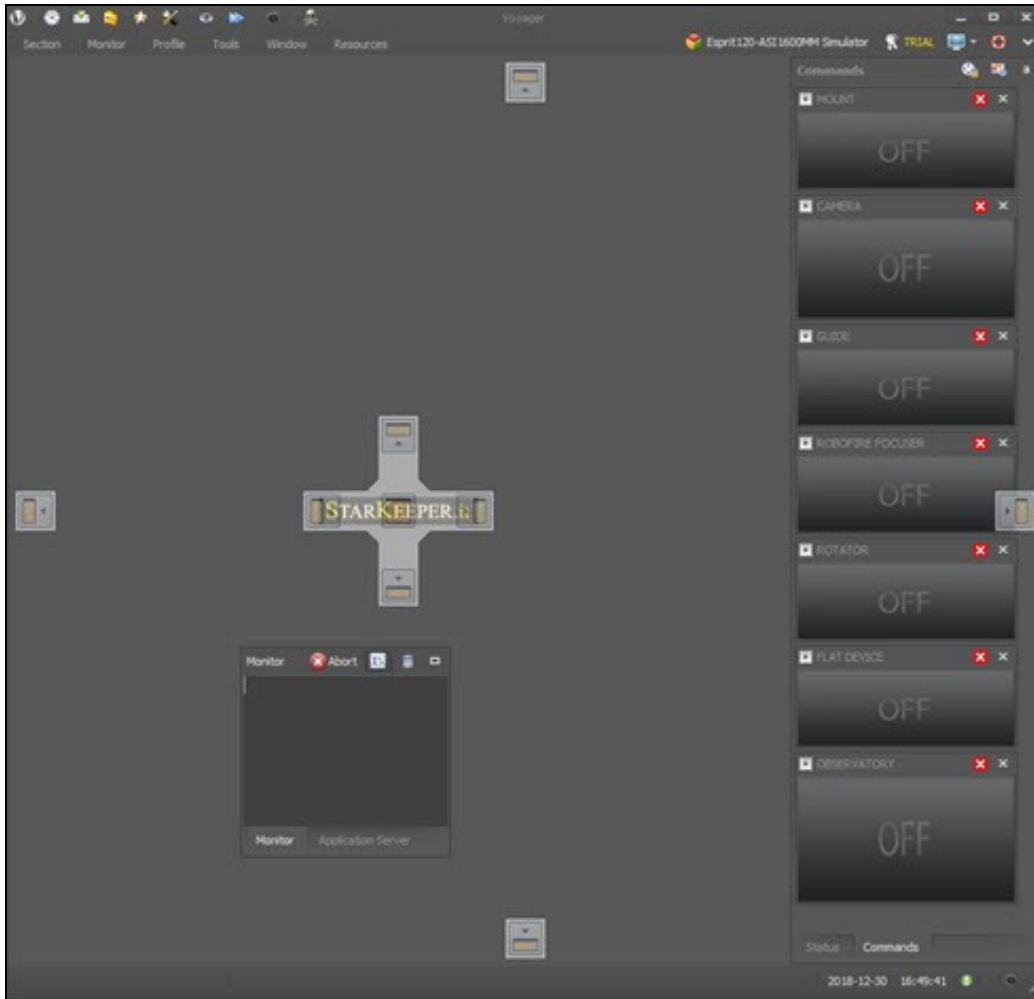 Voyager
Section Monitor Profile Tools Window Resources
Esprit120-ASI1600MM Simulator TRIAL
Commands
MOUNT
OFF
CAMERA
OFF
GUIDE
OFF
ROBOFIRE FOCUSER
OFF
ROTATOR
OFF
FLAT DEVICE
OFF
OBSERVATORY
OFF
STARKEEPER.it
Monitor Abort
Monitor Application Server
Status Commands
2018-12-30 16:49:41